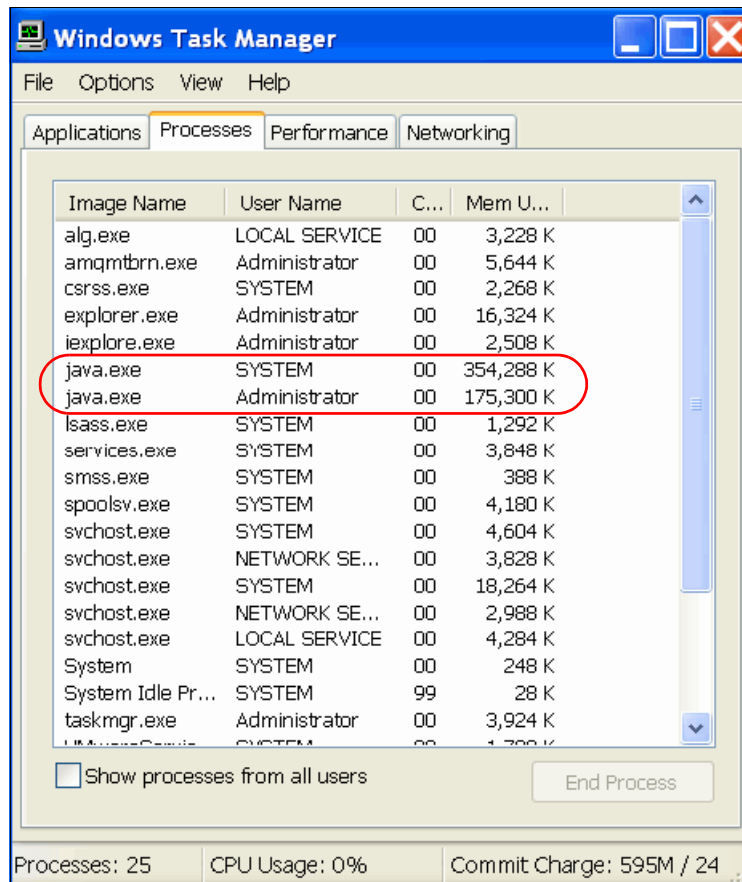 Windows Task Manager
File Options View Help
Applications Processes Performance Networking
Image Name User Name C... Mem U...
alg.exe LOCAL SERVICE 00 3,228 K
amqmtbrn.exe Administrator 00 5,644 K
csrss.exe SYSTEM 00 2,268 K
explorer.exe Administrator 00 16,324 K
iexplore.exe Administrator 00 2,508 K
java.exe SYSTEM 00 354,288 K
java.exe Administrator 00 175,300 K
lsass.exe SYSTEM 00 1,292 K
services.exe SYSTEM 00 3,848 K
smss.exe SYSTEM 00 388 K
spoolsv.exe SYSTEM 00 4,180 K
svchost.exe SYSTEM 00 4,604 K
svchost.exe NETWORK SE... 00 3,828 K
svchost.exe SYSTEM 00 18,264 K
svchost.exe NETWORK SE... 00 2,988 K
svchost.exe LOCAL SERVICE 00 4,284 K
System SYSTEM 00 248 K
System Idle Pr... SYSTEM 99 28 K
taskmgr.exe Administrator 00 3,924 K
Show processes from all users End Process
Processes: 25 CPU Usage: 0% Commit Charge: 595M / 24